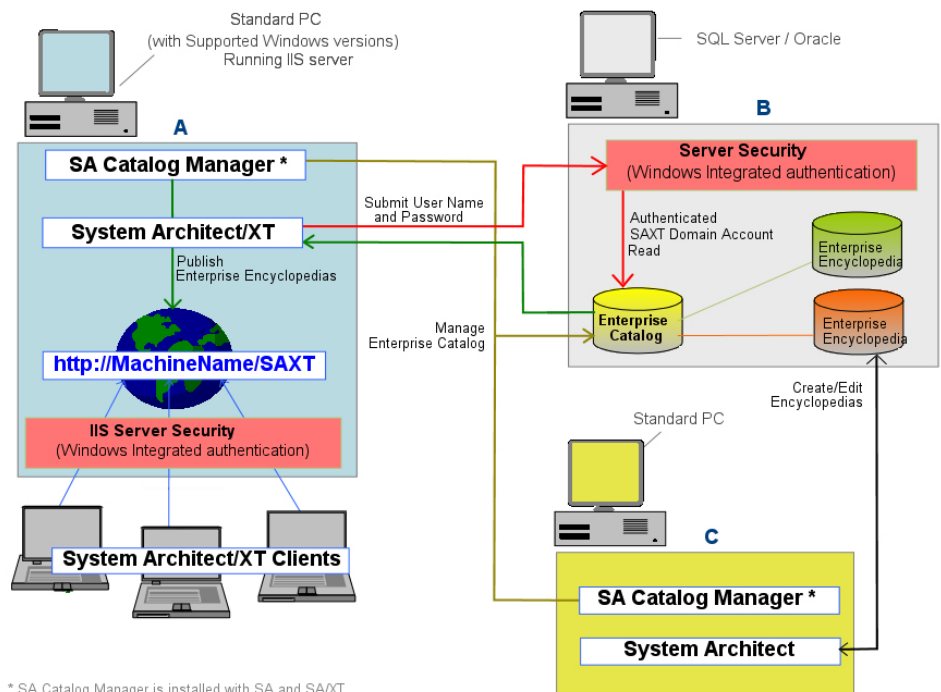 Standard PC
(with Supported Windows versions)
Running IIS server
SQL Server / Oracle
A
B
SA Catalog Manager *
Server Security
(Windows Integrated authentication)
Submit User Name
and Password
System Architect/XT
Authenticated
SAXT Domain Account
Read
Enterprise
Encyclopedia
Publish
Enterprise Encyclopedias
Enterprise
Catalog
Enterprise
Encyclopedia
Manage
Enterprise Catalog
http://MachineName/SAXT
Create/Edit
Encyclopedias
IIS Server Security
(Windows Integrated authentication)
Standard PC
C
System Architect/XT Clients
SA Catalog Manager *
System Architect
* SA Catalog Manager is installed with SA and SA/XT